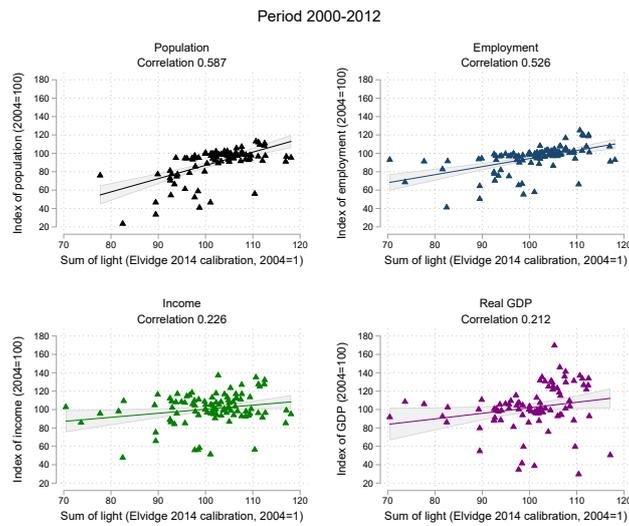 Period 2000-2012
Population
Correlation 0.587
Index of population (2004=100)
180
160
140
120
100
80
60
40
20
70 80 90 100 110 120
Sum of light (Elvidge 2014 calibration, 2004=1)
Employment
Correlation 0.526
Index of employment (2004=100)
180
160
140
120
100
80
60
40
20
70 80 90 100 110 120
Sum of light (Elvidge 2014 calibration, 2004=1)
Income
Correlation 0.226
Index of income (2004=100)
180
160
140
120
100
80
60
40
20
70 80 90 100 110 120
Sum of light (Elvidge 2014 calibration, 2004=1)
Real GDP
Correlation 0.212
Index of GDP (2004=100)
180
160
140
120
100
80
60
40
20
70 80 90 100 110 120
Sum of light (Elvidge 2014 calibration, 2004=1)